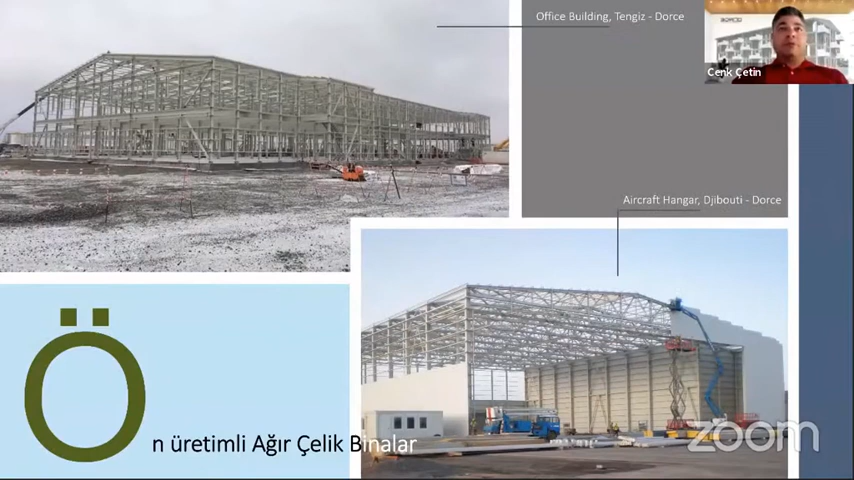 Office Building, Tengiz - Dorce
Cenk Çetin
Aircraft Hangar, Djibouti - Dorce
Ön üretimli Ağır Çelik Binalar
zoom